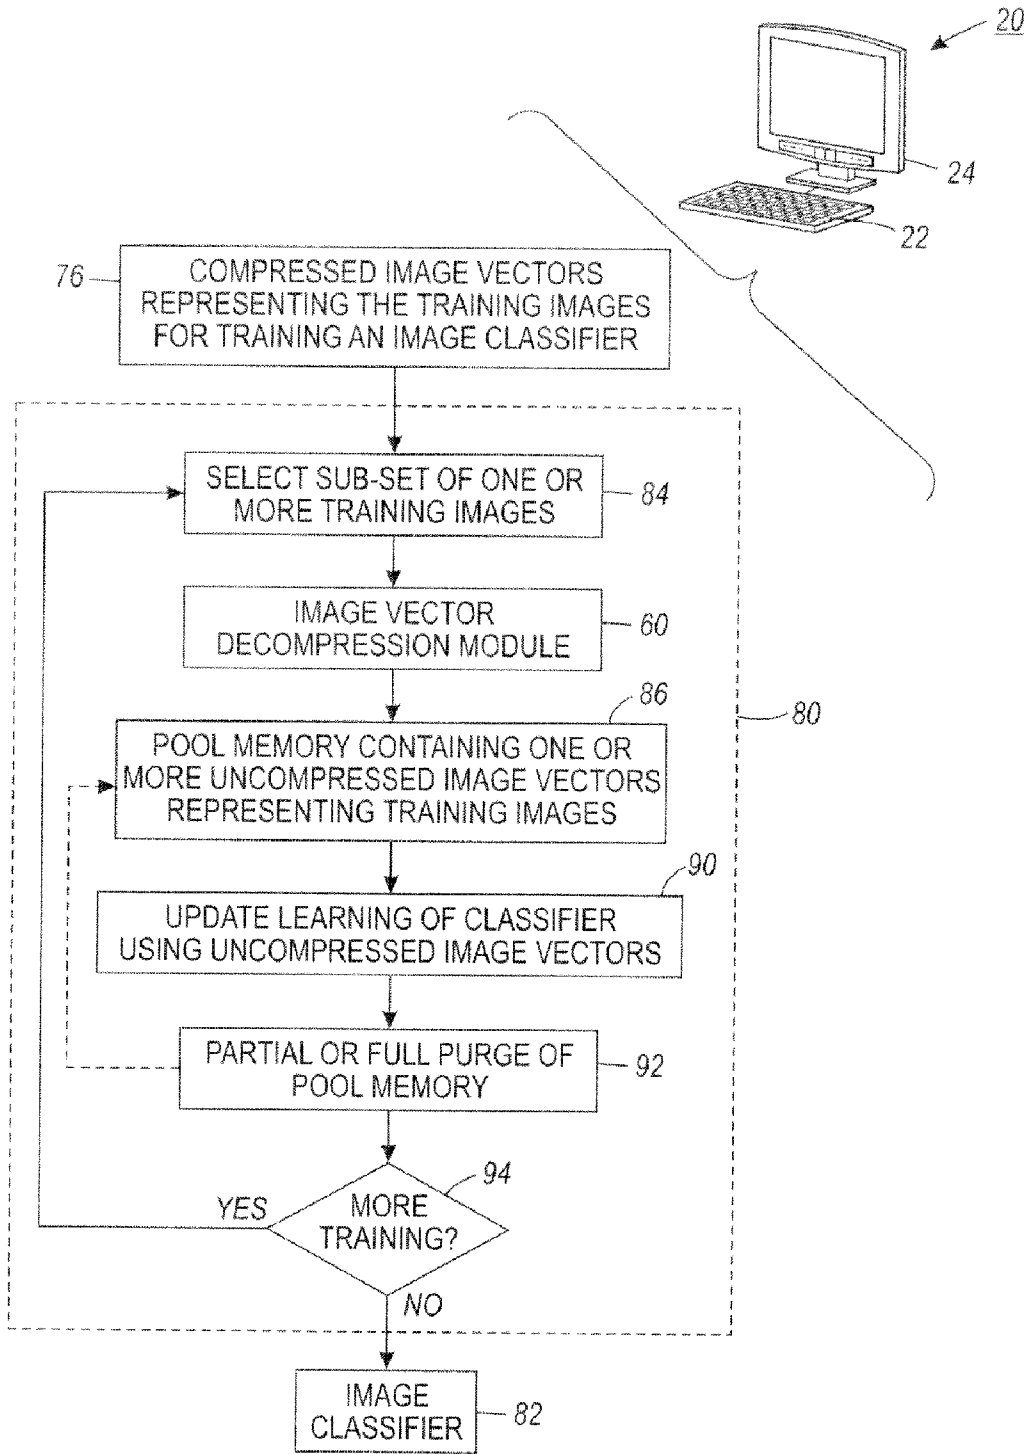 20
24
22
76
COMPRESSED IMAGE VECTORS
REPRESENTING THE TRAINING IMAGES
FOR TRAINING AN IMAGE CLASSIFIER
SELECT SUB-SET OF ONE OR
MORE TRAINING IMAGES
84
IMAGE VECTOR
DECOMPRESSION MODULE
60
86
POOL MEMORY CONTAINING ONE OR
MORE UNCOMPRESSED IMAGE VECTORS
REPRESENTING TRAINING IMAGES
80
90
UPDATE LEARNING OF CLASSIFIER
USING UNCOMPRESSED IMAGE VECTORS
PARTIAL OR FULL PURGE OF
POOL MEMORY
92
94
YES
MORE
TRAINING?
NO
IMAGE
CLASSIFIER
82